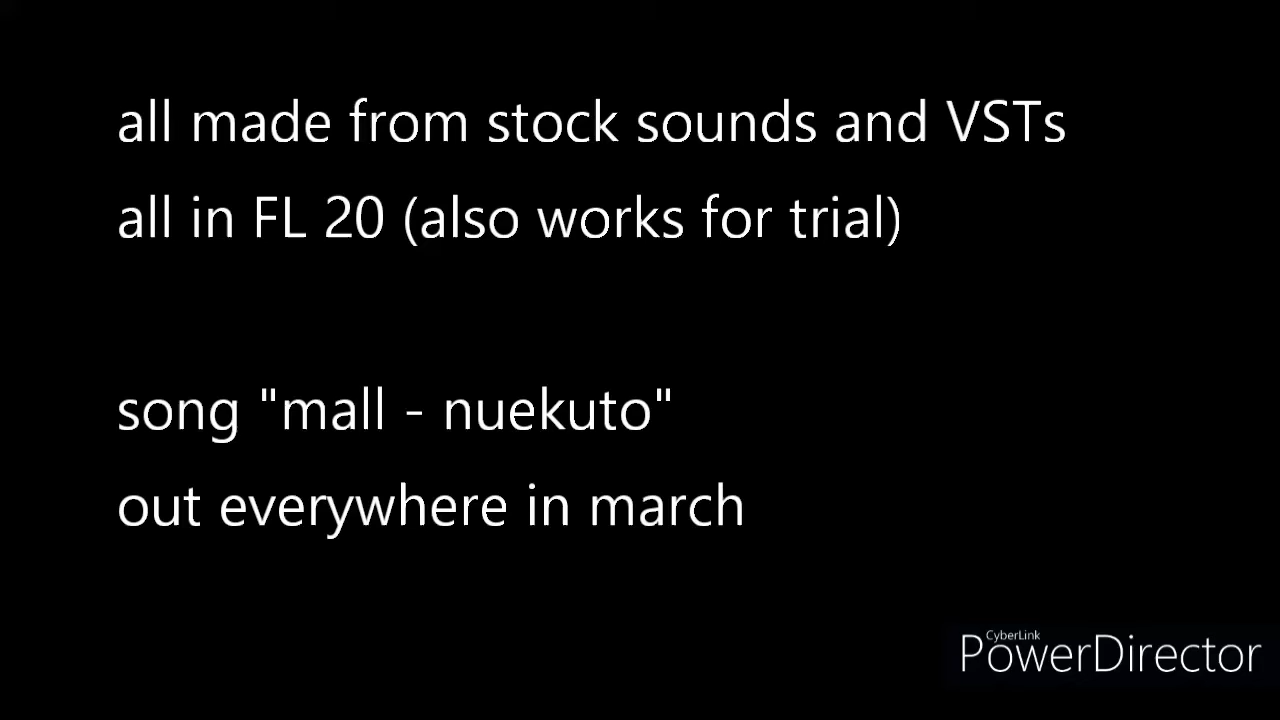 all made from stock sounds and VSTs
all in FL 20 (also works for trial)
song "mall - nuekuto"
out everywhere in march
CyberLink
PowerDirector